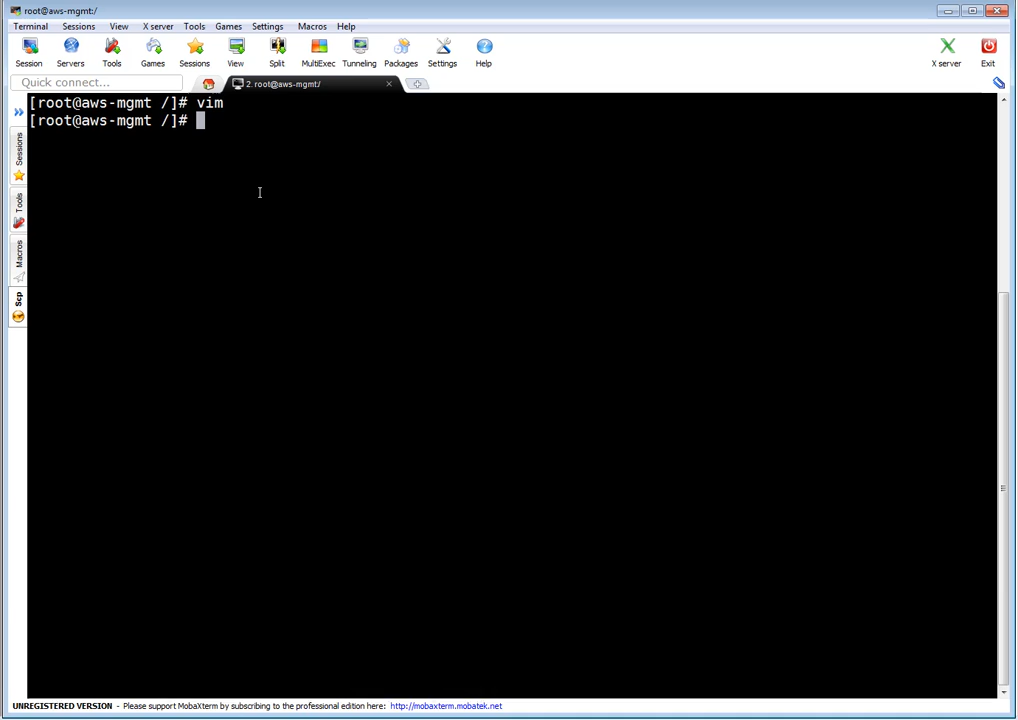 root@aws-mgmt:/
Terminal Sessions View X server Tools Games Settings Macros Help
Session Servers Tools Games Sessions View Split MultiExec Tunneling Packages Settings Help X server Exit
Quick connect... 2. root@aws-mgmt:/
[root@aws-mgmt /]# vim
[root@aws-mgmt /]#
Sessions
Tools
Macros
Scp
UNREGISTERED VERSION - Please support MobaXterm by subscribing to the professional edition here: http://mobaxterm.mobatek.net